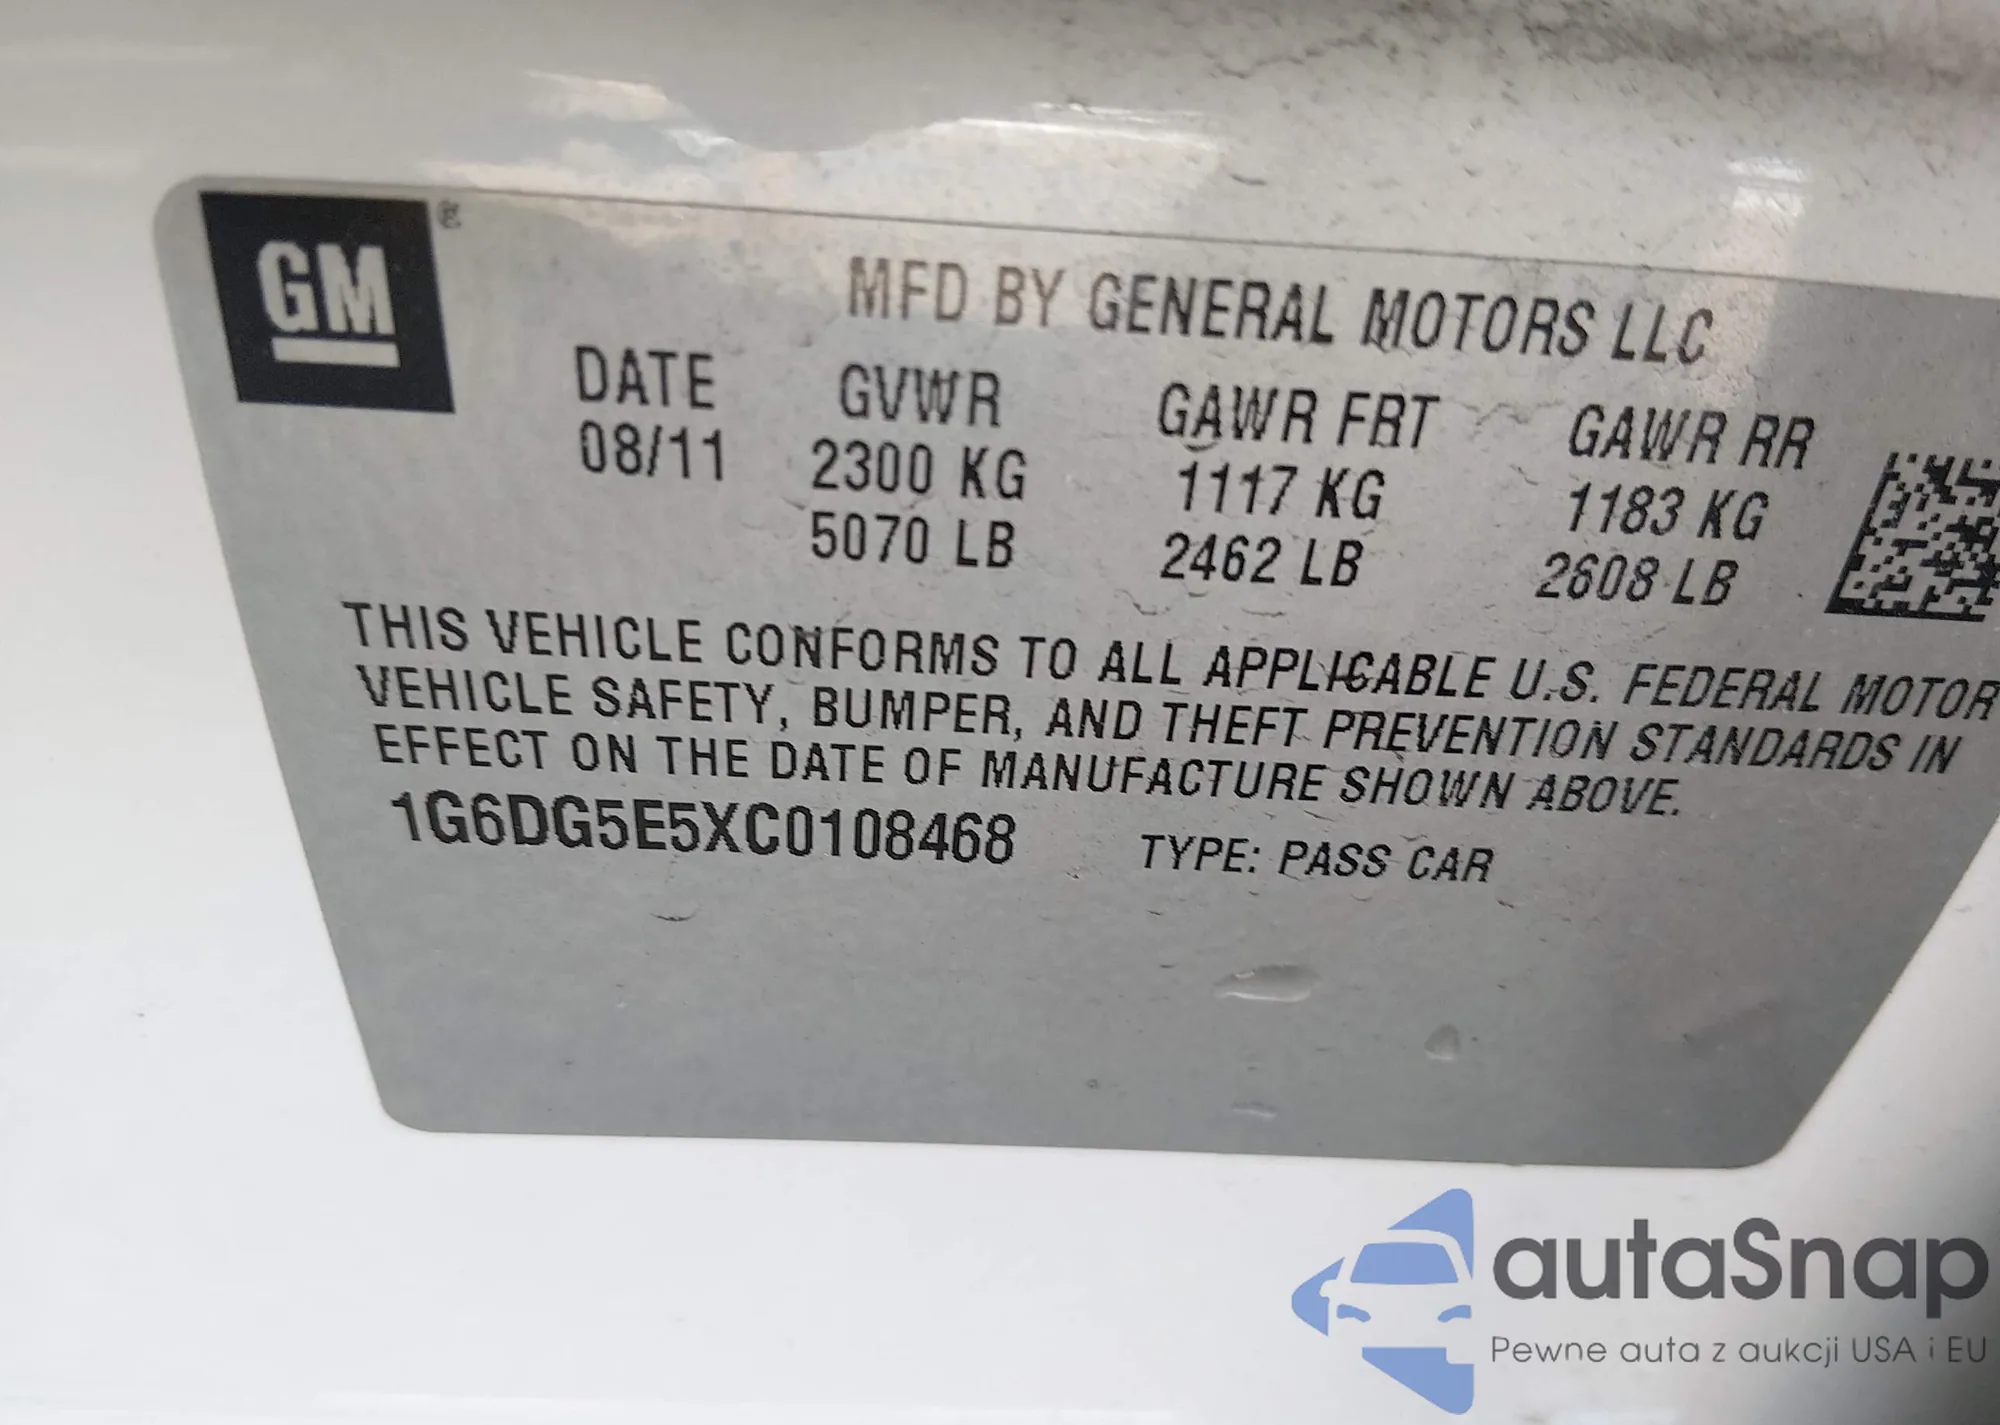 GM
MFD BY GENERAL MOTORS LLC
DATE GVWR GAWR FRT GAWR RR
08/11 2300 KG 1117 KG 1183 KG
5070 LB 2462 LB 2608 LB
THIS VEHICLE CONFORMS TO ALL APPLICABLE U.S. FEDERAL MOTOR
VEHICLE SAFETY, BUMPER, AND THEFT PREVENTION STANDARDS IN
EFFECT ON THE DATE OF MANUFACTURE SHOWN ABOVE.
1G6DG5E5XC0108468 TYPE: PASS CAR
autaSnap
Pewne auta z aukcji USA i EU